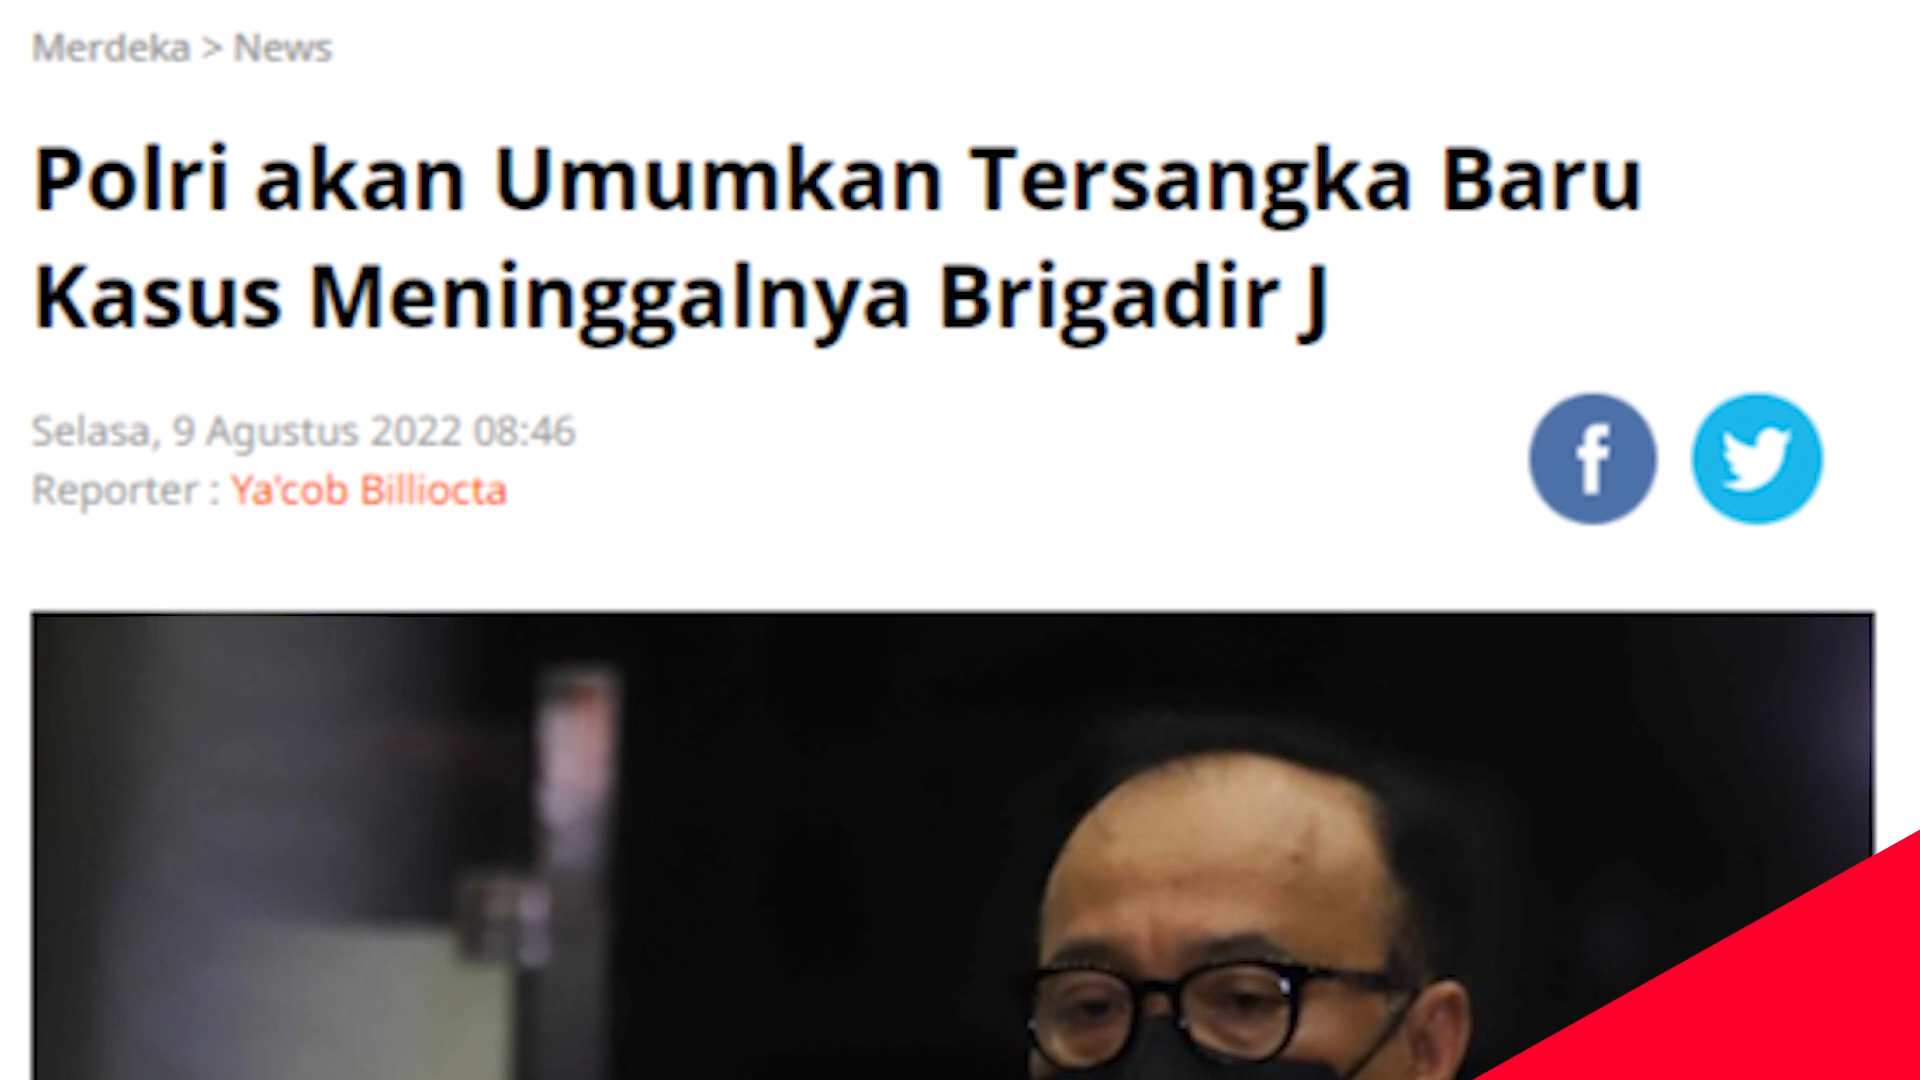 Merdeka > News
Polri akan Umumkan Tersangka Baru
Kasus Meninggalnya Brigadir J
Selasa, 9 Agustus 2022 08:46
Reporter : Ya'cob Billiocta